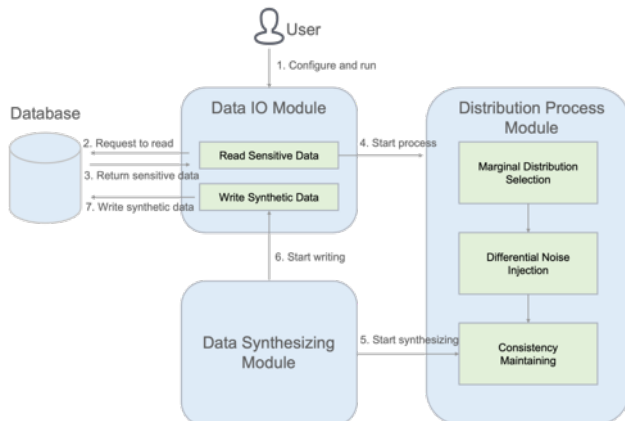 User
1. Configure and run
Database
Data IO Module
Distribution Process
Module
2. Request to read
Read Sensitive Data
4. Start process
3. Return sensitive data
Marginal Distribution
Selection
7. Write synthetic data
Write Synthetic Data
6. Start writing
Differential Noise
Injection
Data Synthesizing
Module
5. Start synthesizing
Consistency
Maintaining